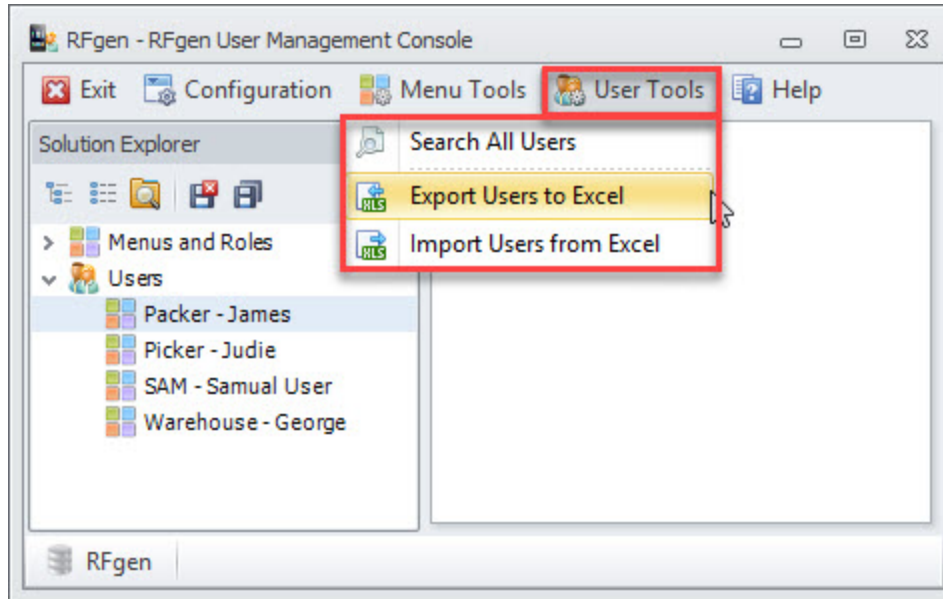 RFgen - RFgen User Management Console
Exit Configuration Menu Tools User Tools Help
Solution Explorer
Search All Users
XLS Export Users to Excel
XLS Import Users from Excel
Menus and Roles
Users
Packer - James
Picker - Judie
SAM - Samual User
Warehouse - George
RFgen